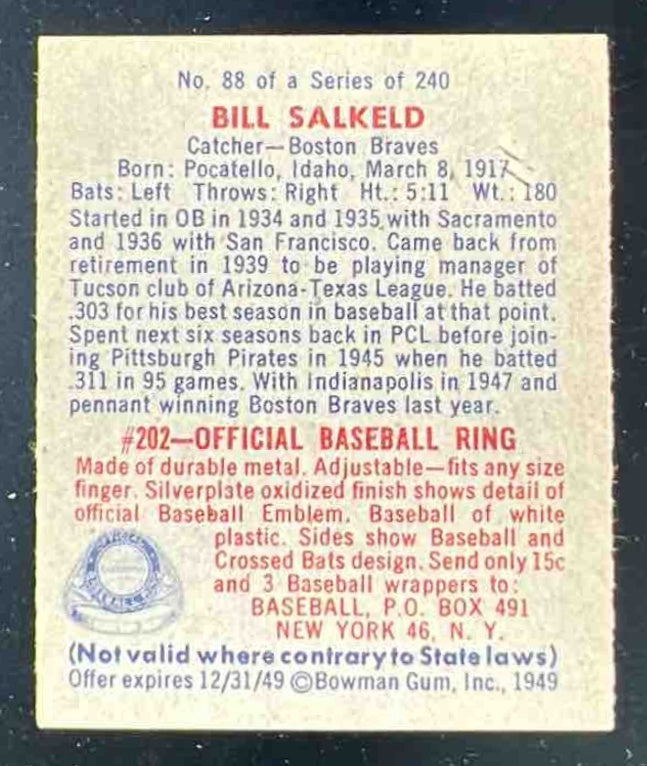 No. 88 of a Series of 240
BILL SALKELD
Catcher—Boston Braves
Born: Pocatello, Idaho, March 8, 1917
Bats: Left Throws: Right Ht.: 5:11 Wt.: 180
Started in OB in 1934 and 1935 with Sacramento
and 1936 with San Francisco. Came back from
retirement in 1939 to be playing manager of
Tucson club of Arizona-Texas League. He batted
.303 for his best season in baseball at that point.
Spent next six seasons back in PCL before join-
ing Pittsburgh Pirates in 1945 when he batted
.311 in 95 games. With Indianapolis in 1947 and
pennant winning Boston Braves last year.
#202—OFFICIAL BASEBALL RING
Made of durable metal. Adjustable—fits any size
finger. Silverplate oxidized finish shows detail of
official Baseball Emblem. Baseball of white
plastic. Sides show Baseball and
Crossed Bats design. Send only 15c
and 3 Baseball wrappers to:
BASEBALL, P.O. BOX 491
NEW YORK 46, N. Y.
(Not valid where contrary to State laws)
Offer expires 12/31/49 ©Bowman Gum, Inc., 1949